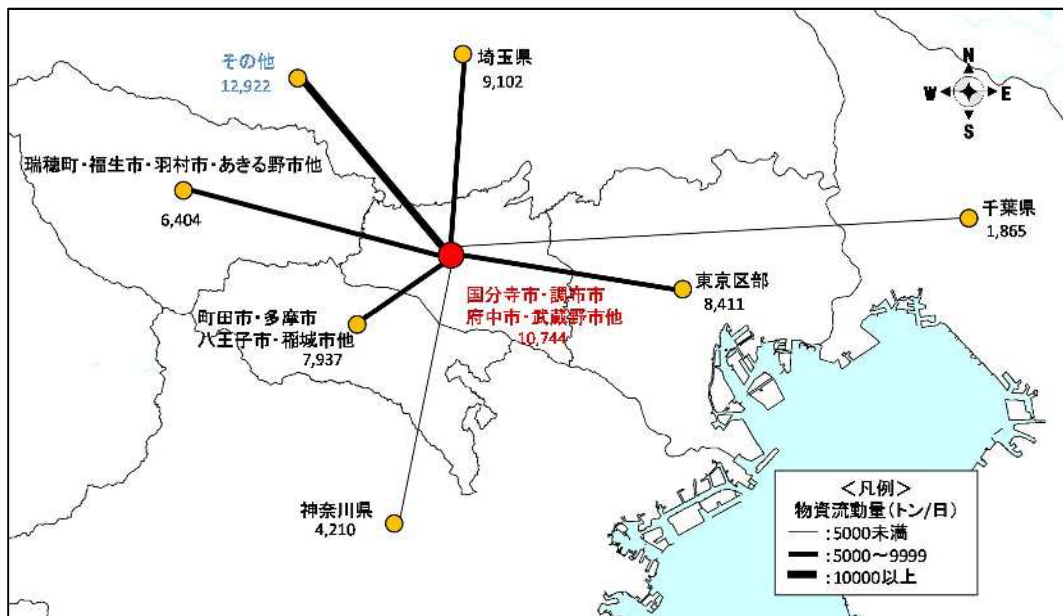 その他
12,922
埼玉県
9,102
N
W
E
S
瑞穂町・福生市・羽村市・あきる野市他
6,404
千葉県
1,865
東京区部
8,411
国分寺市・調布市
府中市・武蔵野市他
10,744
町田市・多摩市
八王子市・稲城市他
7,937
神奈川県
4,210
<凡例>
物資流動量(トン/日)
:5000未満
:5000～9999
:10000以上